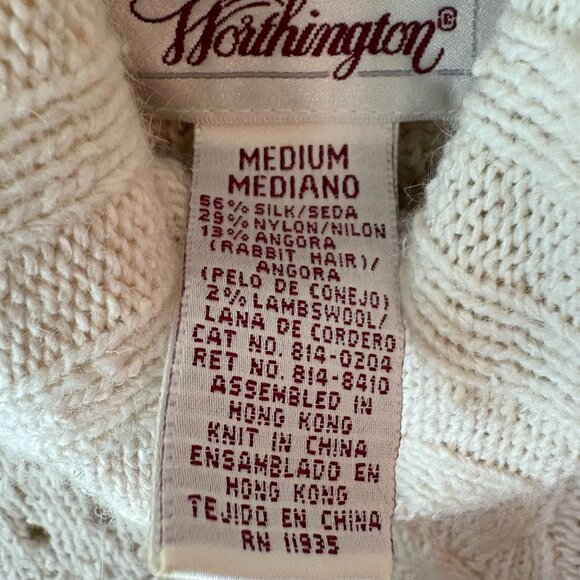 Worthington®
MEDIUM
MEDIANO
56% SILK/SEDA
29% NYLON/NILON
13% ANGORA
(RABBIT HAIR)/
ANGORA
(PELO DE CONEJO)
2% LAMBSWOOL/
LANA DE CORDERO
CAT NO. 814-0204
RET NO. 814-8410
ASSEMBLED IN
HONG KONG
KNIT IN CHINA
ENSAMBLADO EN
HONG KONG
TEJIDO EN CHINA
RN 11935